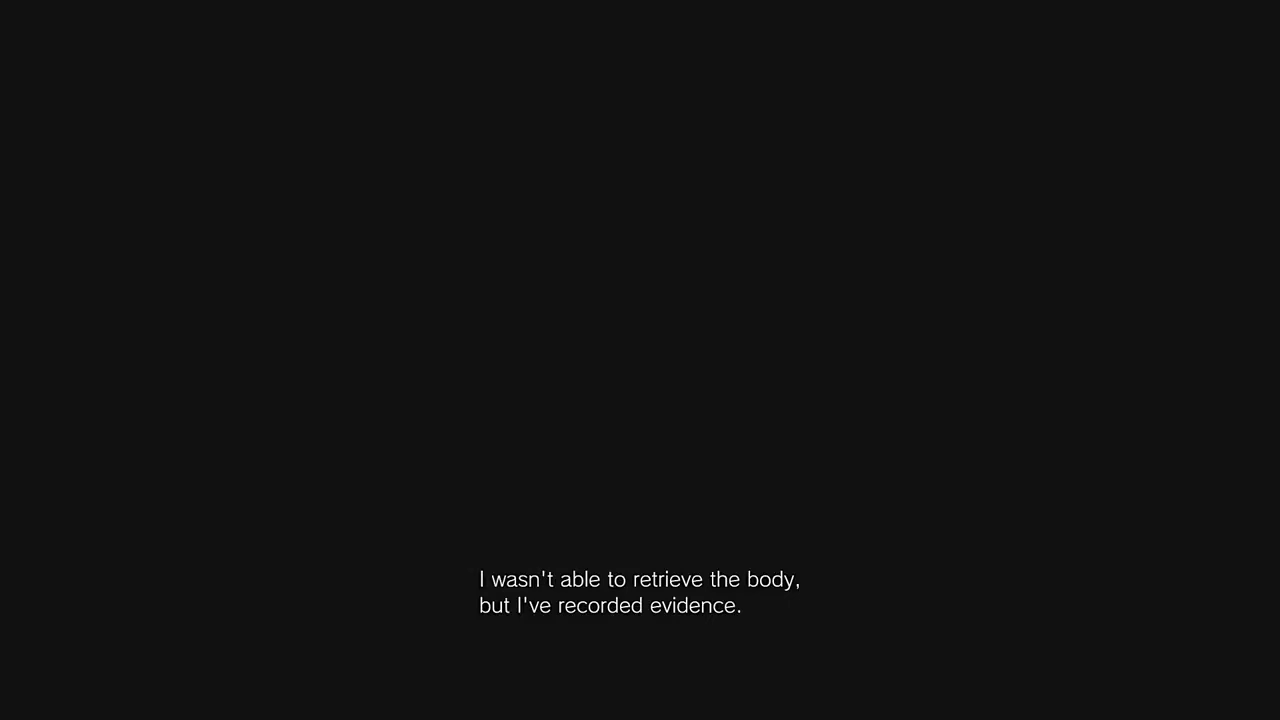 I wasn't able to retrieve the body,
but I've recorded evidence.